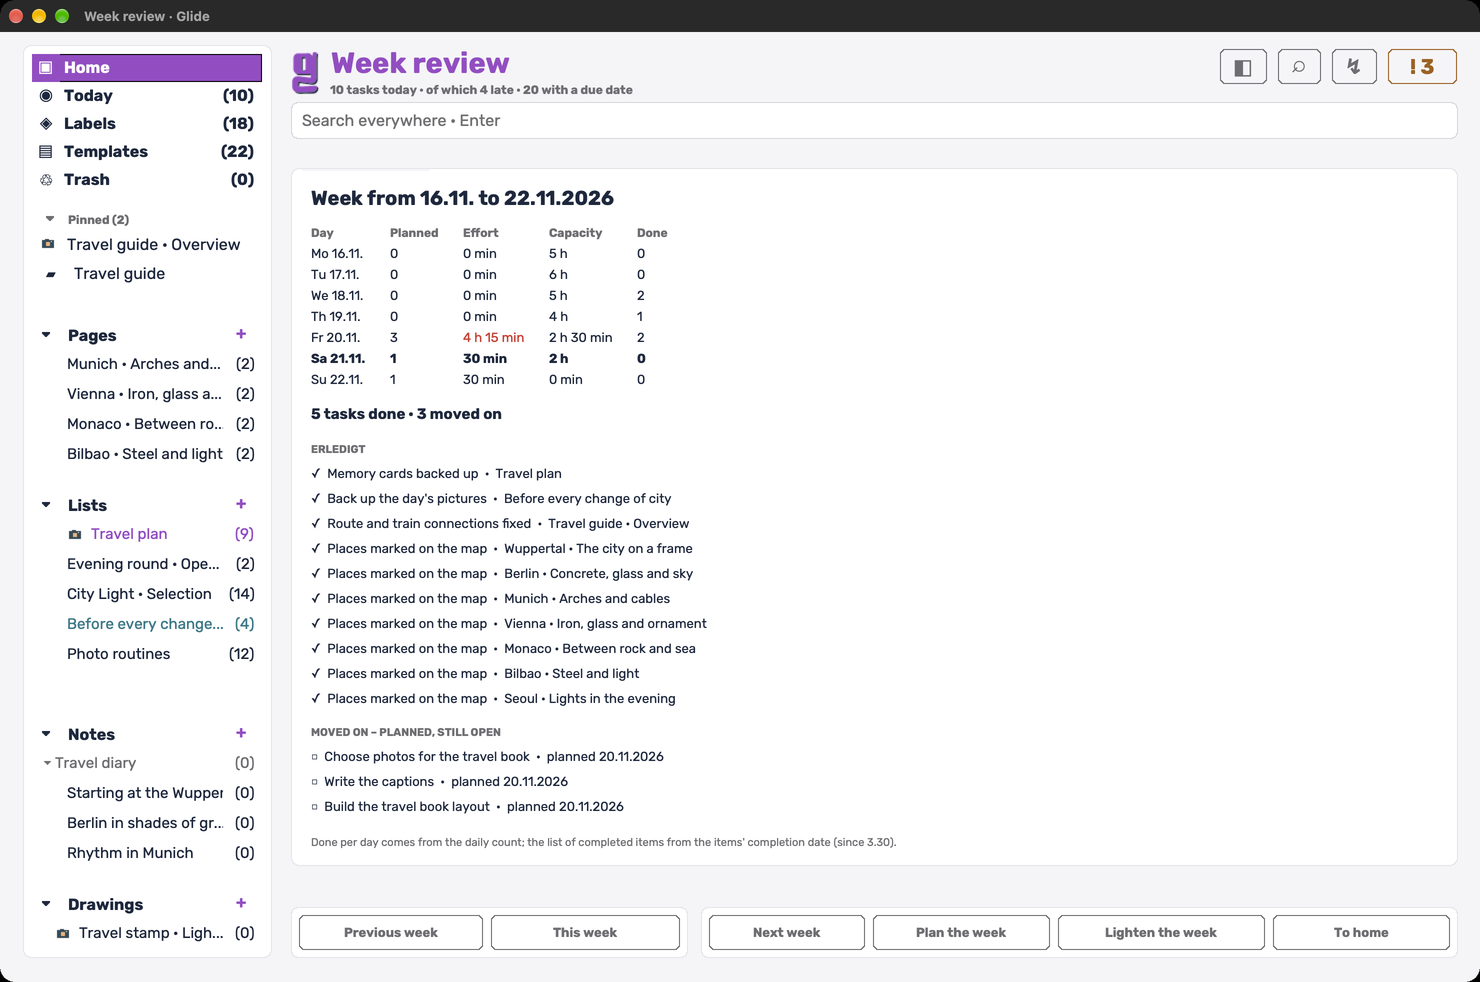 Week review · Glide
Home
Today (10)
Labels (18)
Templates (22)
Trash (0)
Pinned (2)
Travel guide • Overview
Travel guide
Pages +
Munich • Arches and... (2)
Vienna • Iron, glass a... (2)
Monaco • Between ro... (2)
Bilbao • Steel and light (2)
Lists +
Travel plan (9)
Evening round • Ope... (2)
City Light • Selection (14)
Before every change... (4)
Photo routines (12)
Notes +
Travel diary (0)
Starting at the Wupper (0)
Berlin in shades of gr... (0)
Rhythm in Munich (0)
Drawings +
Travel stamp • Ligh... (0)
g Week review
10 tasks today • of which 4 late • 20 with a due date
! 3
Search everywhere • Enter
Week from 16.11. to 22.11.2026
Day Planned Effort Capacity Done
Mo 16.11. 0 0 min 5 h 0
Tu 17.11. 0 0 min 6 h 0
We 18.11. 0 0 min 5 h 2
Th 19.11. 0 0 min 4 h 1
Fr 20.11. 3 4 h 15 min 2 h 30 min 2
Sa 21.11. 1 30 min 2 h 0
Su 22.11. 1 30 min 0 min 0
5 tasks done • 3 moved on
ERLEDIGT
✓ Memory cards backed up • Travel plan
✓ Back up the day's pictures • Before every change of city
✓ Route and train connections fixed • Travel guide • Overview
✓ Places marked on the map • Wuppertal • The city on a frame
✓ Places marked on the map • Berlin • Concrete, glass and sky
✓ Places marked on the map • Munich • Arches and cables
✓ Places marked on the map • Vienna • Iron, glass and ornament
✓ Places marked on the map • Monaco • Between rock and sea
✓ Places marked on the map • Bilbao • Steel and light
✓ Places marked on the map • Seoul • Lights in the evening
MOVED ON – PLANNED, STILL OPEN
Choose photos for the travel book • planned 20.11.2026
Write the captions • planned 20.11.2026
Build the travel book layout • planned 20.11.2026
Done per day comes from the daily count; the list of completed items from the items' completion date (since 3.30).
Previous week
This week
Next week
Plan the week
Lighten the week
To home